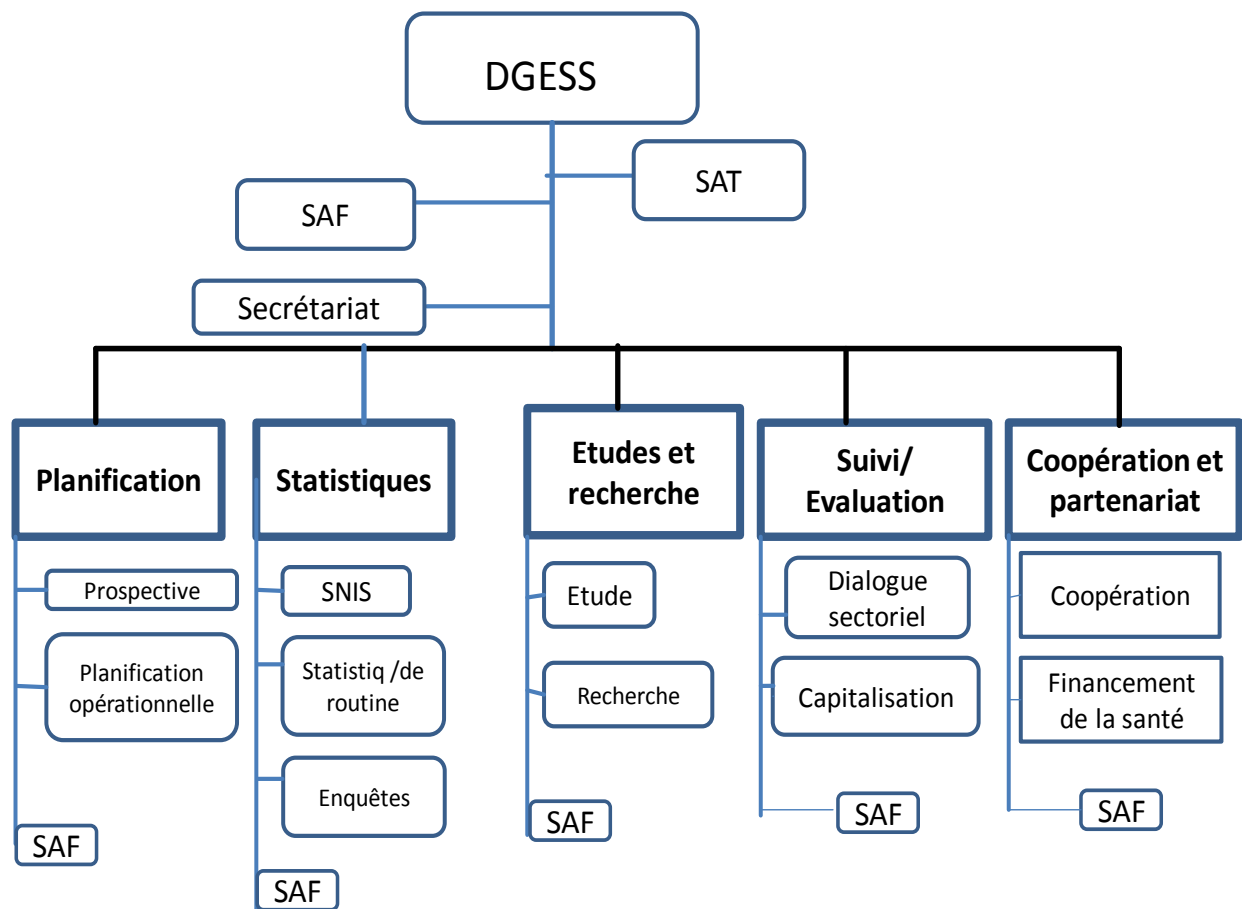 DGESS
SAT
SAF
Secrétariat
Planification
Statistiques
Etudes et
recherche
Suivi/
Evaluation
Coopération et
partenariat
Prospective
Planification
opérationnelle
SAF
SNIS
Statistiq /de
routine
Enquêtes
SAF
Etude
Recherche
SAF
Dialogue
sectoriel
Capitalisation
SAF
Coopération
Financement
de la santé
SAF